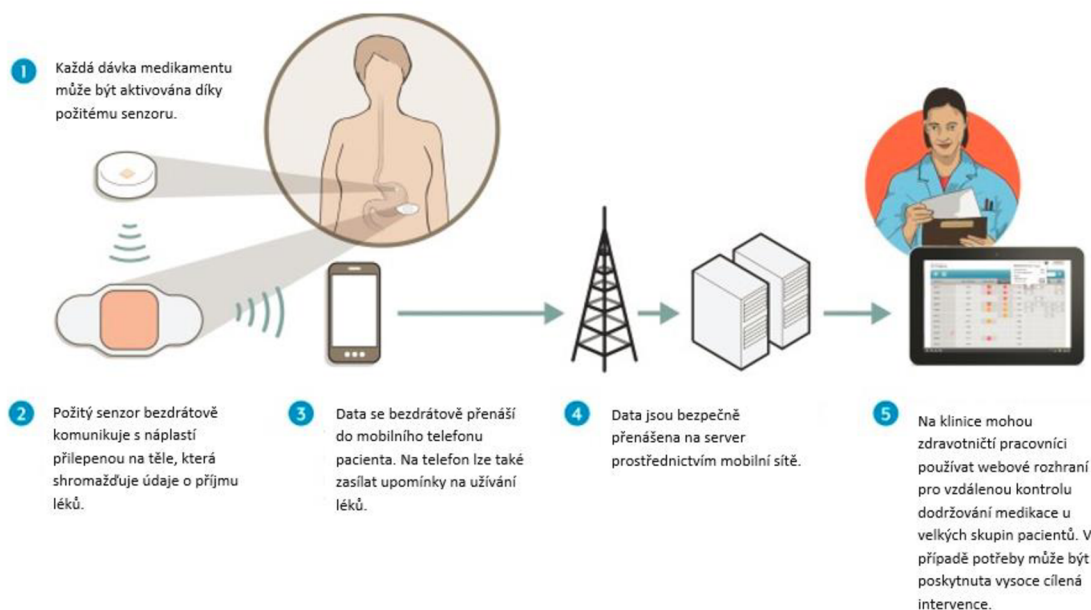 1
Každá dávka medikamentu
může být aktivována díky
požitému senzoru.
2
Požitý senzor bezdrátově
komunikuje s náplastí
přilepenou na těle, která
shromažďuje údaje o příjmu
léků.
3
Data se bezdrátově přenáší
do mobilního telefonu
pacienta. Na telefon lze také
zasílat upomínky na užívání
léků.
4
Data jsou bezpečně
přenášena na server
prostřednictvím mobilní sítě.
5
Na klinice mohou
zdravotničtí pracovníci
používat webové rozhraní
pro vzdálenou kontrolu
dodržování medikace u
velkých skupin pacientů. V
případě potřeby může být
poskytnuta vysoce cílená
intervence.